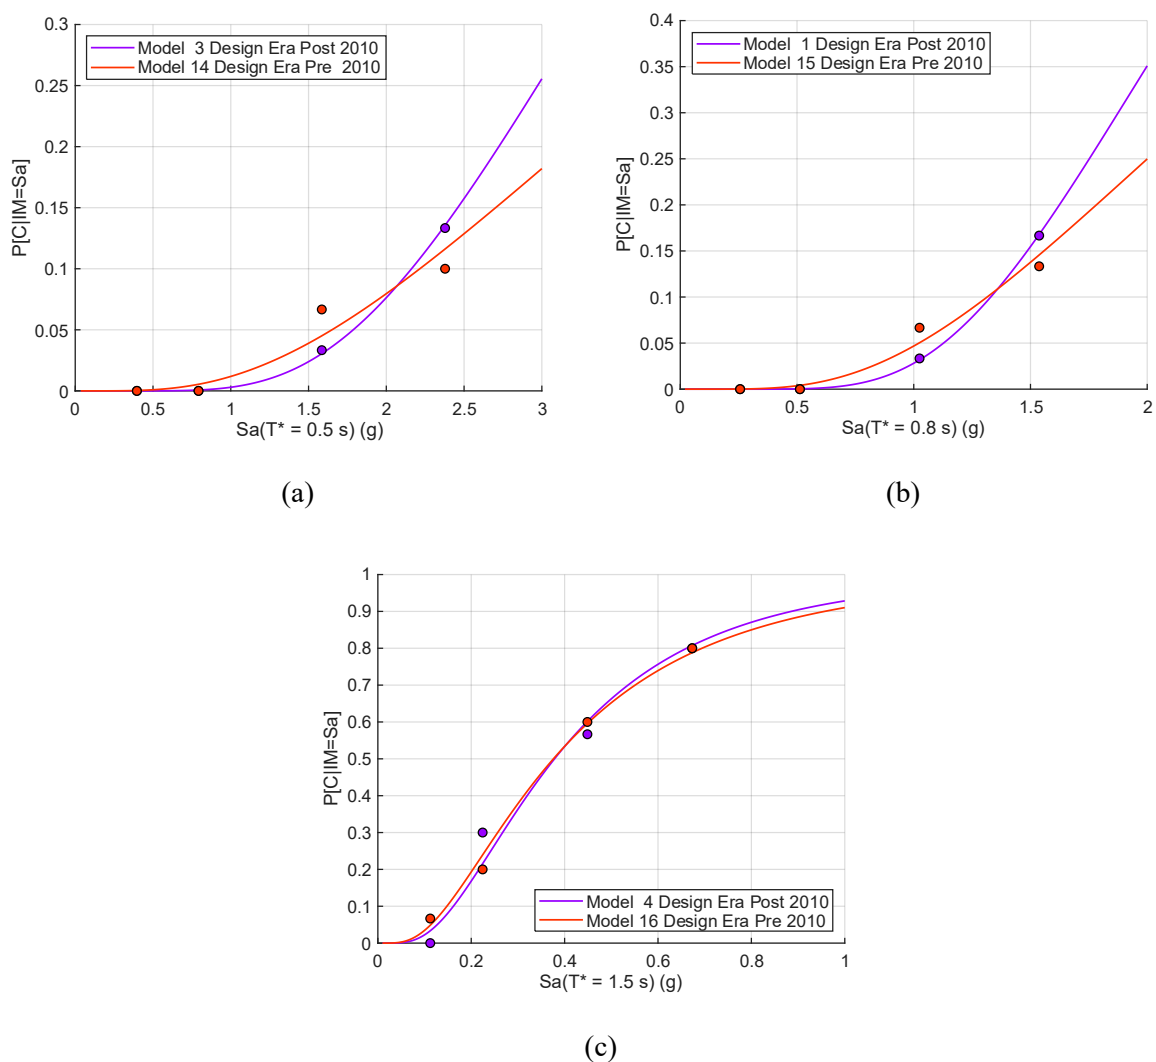 0.3
0.25
0.2
0.15
0.1
0.05
0
P[C|IM=Sa]
Model 3 Design Era Post 2010
Model 14 Design Era Pre 2010
0 0.5 1 1.5 2 2.5 3
Sa(T* = 0.5 s) (g)
(a)
0.4
0.35
0.3
0.25
0.2
0.15
0.1
0.05
0
P[C|IM=Sa]
Model 1 Design Era Post 2010
Model 15 Design Era Pre 2010
0 0.5 1 1.5 2
Sa(T* = 0.8 s) (g)
(b)
1
0.9
0.8
0.7
0.6
0.5
0.4
0.3
0.2
0.1
0
P[C|IM=Sa]
Model 4 Design Era Post 2010
Model 16 Design Era Pre 2010
0 0.2 0.4 0.6 0.8 1
Sa(T* = 1.5 s) (g)
(c)